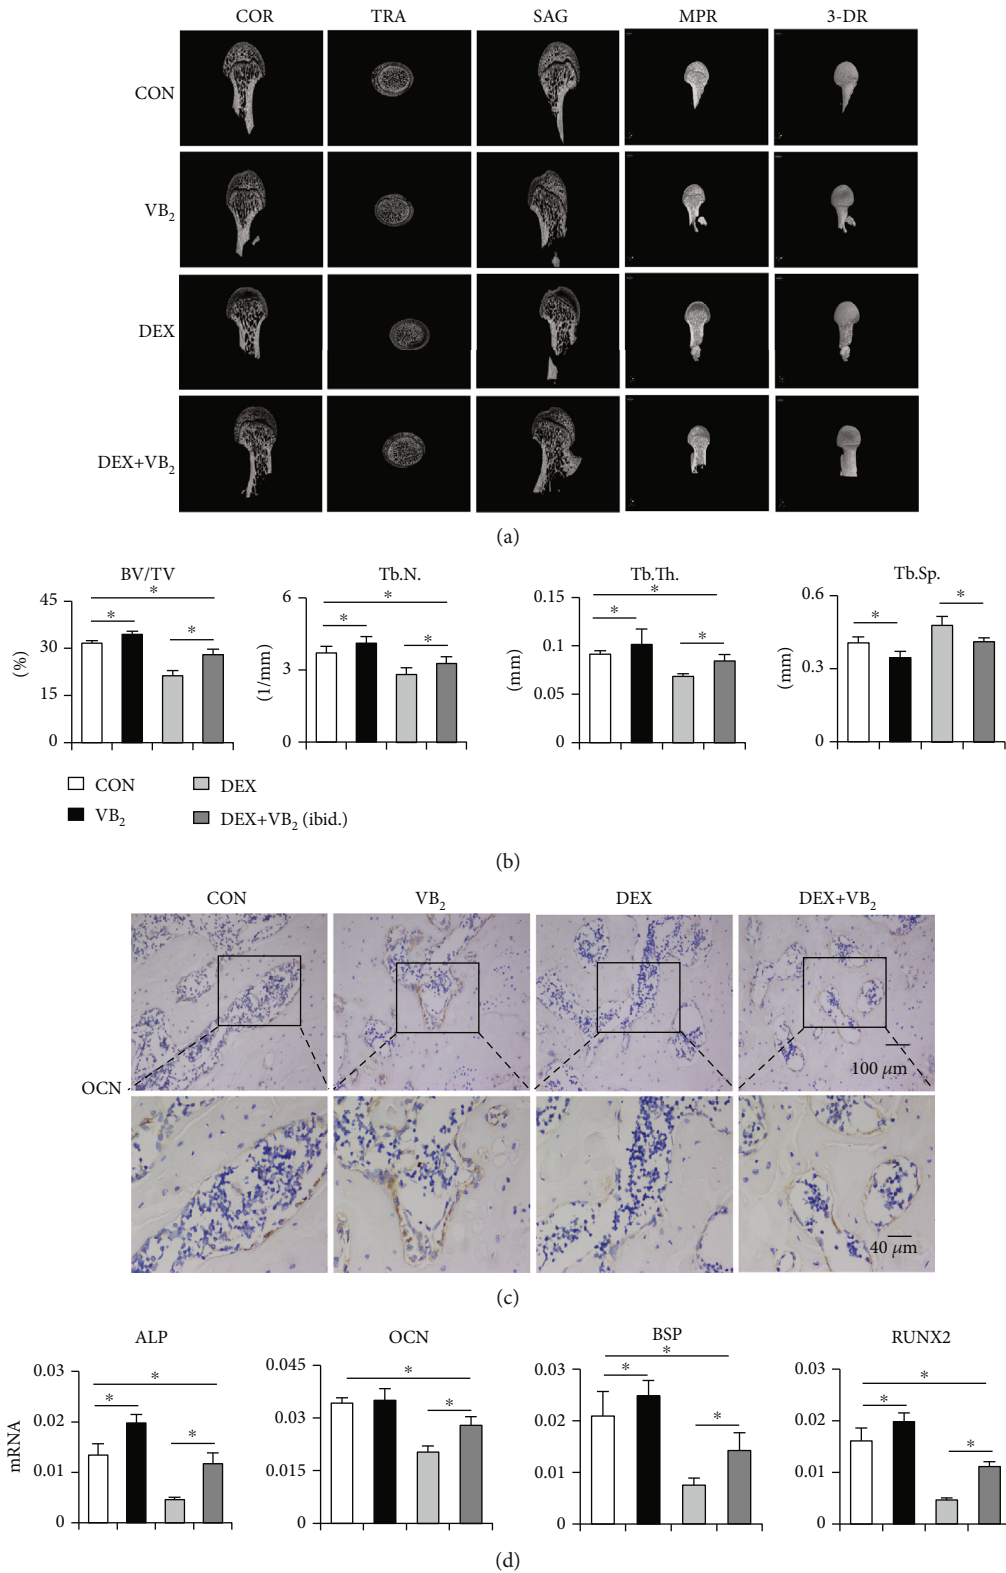 COR TRA SAG MPR 3-DR
CON
VB₂
DEX
DEX+VB₂
(a)
BV/TV Tb.N. Tb.Th. Tb.Sp.
* * *
* * *
* * *
* *
45 30 15 0
(%)
6 3 0
(1/mm)
0.15 0.1 0.05 0
(mm)
0.6 0.3 0
(mm)
CON DEX
VB₂ DEX+VB₂ (ibid.)
(b)
CON VB₂ DEX DEX+VB₂
100 μm
OCN
40 μm
(c)
ALP OCN BSP RUNX2
* * *
* *
* * *
* * *
mRNA
0.03 0.02 0.01 0
0.045 0.03 0.015 0
0.03 0.02 0.01 0
0.03 0.02 0.01 0
(d)